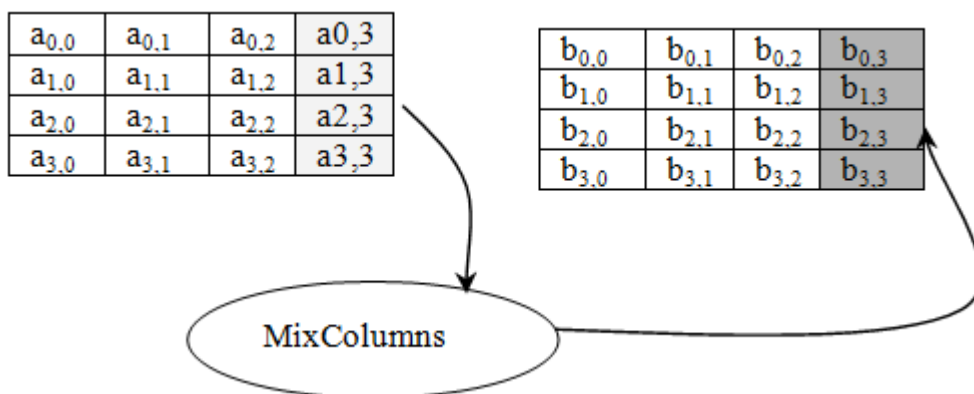 a0,0 a0,1 a0,2 a0,3
a1,0 a1,1 a1,2 a1,3
a2,0 a2,1 a2,2 a2,3
a3,0 a3,1 a3,2 a3,3
b0,0 b0,1 b0,2 b0,3
b1,0 b1,1 b1,2 b1,3
b2,0 b2,1 b2,2 b2,3
b3,0 b3,1 b3,2 b3,3
MixColumns